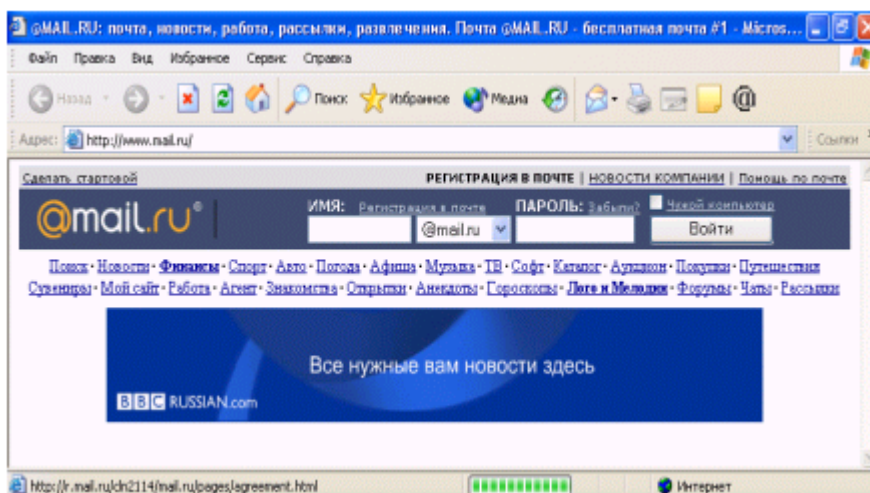 @MAIL.RU: почта, новости, работа, рассылки, развлечения. Почта @MAIL.RU - бесплатная почта #1 - Micros...
Файл Правка Вид Избранное Сервис Справка
Назад Поиск Избранное Медиа
Адрес: http://www.mail.ru/ Ссылки »
Сделать стартовой РЕГИСТРАЦИЯ В ПОЧТЕ | НОВОСТИ КОМПАНИИ | Помощь по почте
@mail.ru® ИМЯ: Регистрация в почте ПАРОЛЬ: Забыли? Чужой компьютер
@mail.ru Войти
Поиск · Новости · Финансы · Спорт · Авто · Погода · Афиша · Музыка · ТВ · Софт · Каталог · Аукцион · Покупки · Путешествия
Сувениры · Мой сайт · Работа · Агент · Знакомства · Открытки · Анекдоты · Гороскопы · Лого и Мелодии · Форумы · Чаты · Рассылки
Все нужные вам новости здесь
BBC RUSSIAN.com
http://r.mail.ru/cln2114/mail.ru/pages/agreement.html Интернет